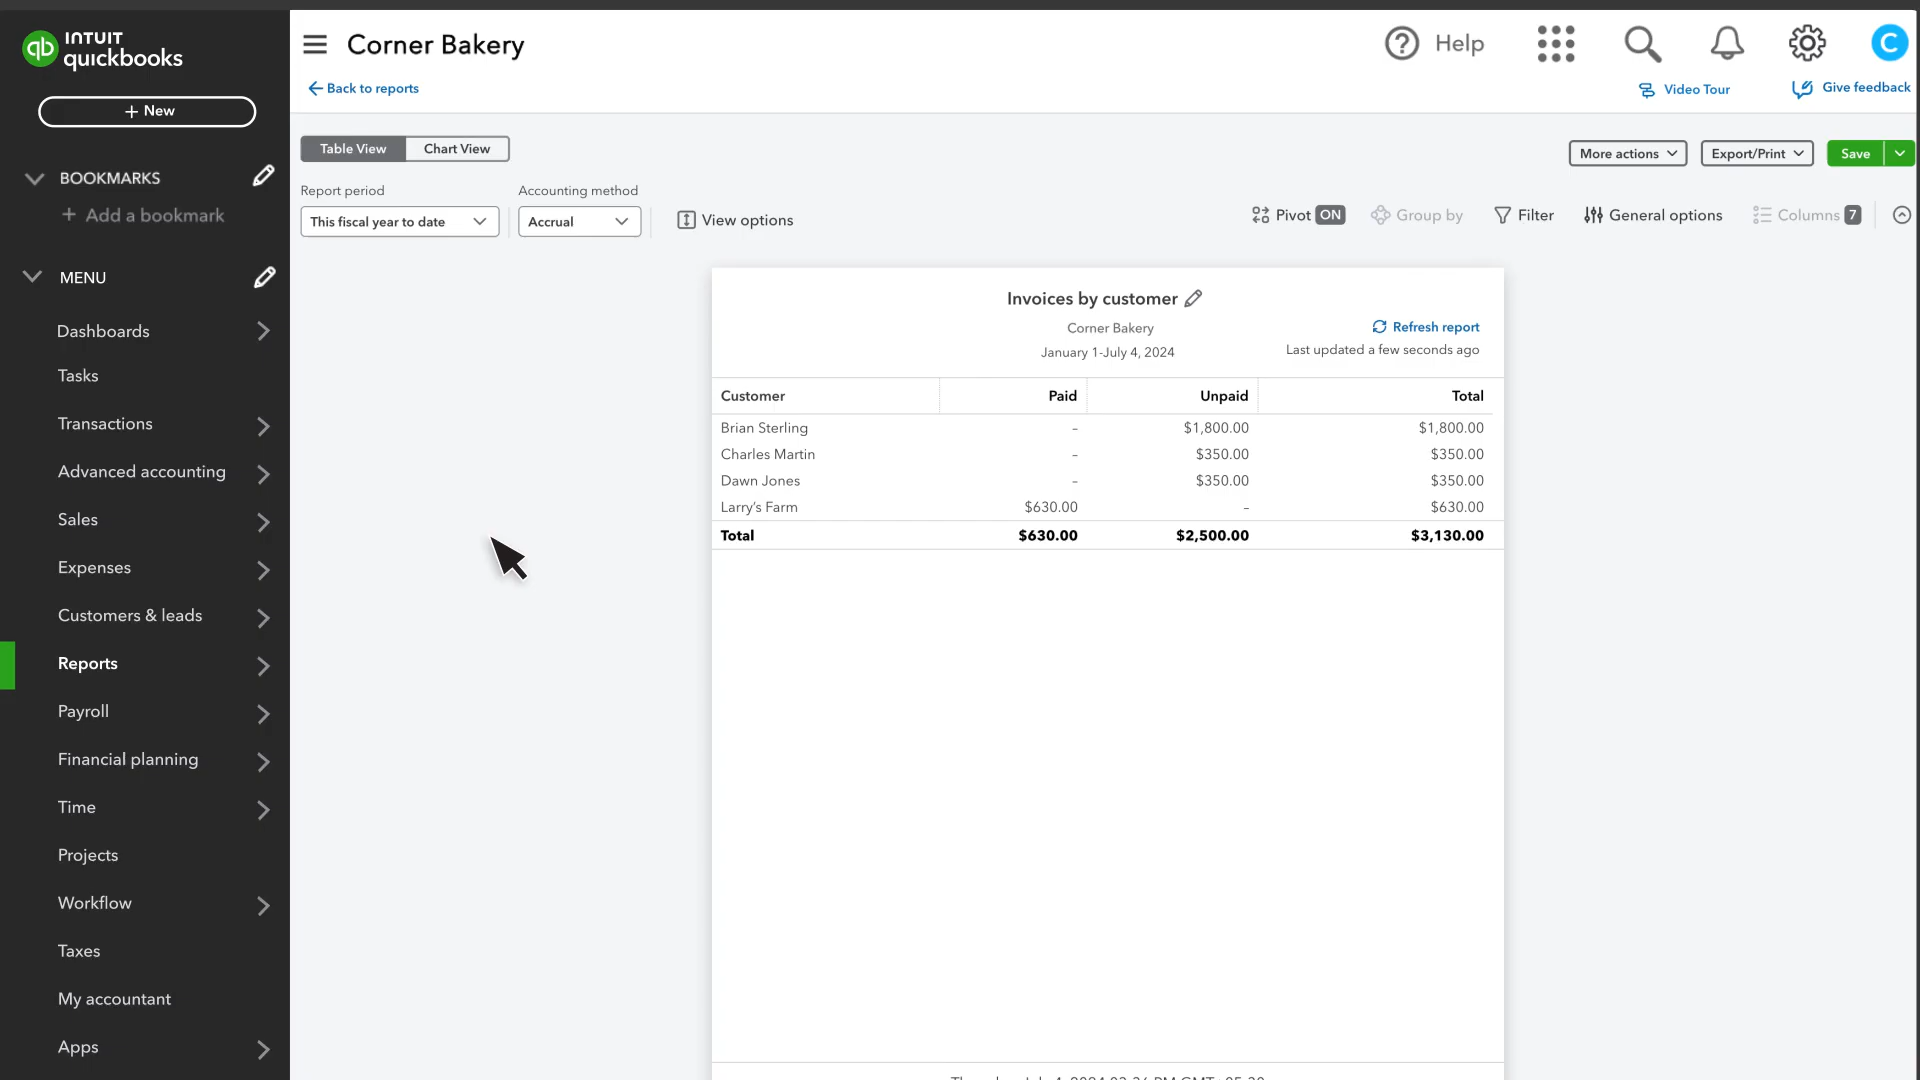 INTUIT
quickbooks
+ New
BOOKMARKS
+ Add a bookmark
MENU
Dashboards
Tasks
Transactions
Advanced accounting
Sales
Expenses
Customers & leads
Reports
Payroll
Financial planning
Time
Projects
Workflow
Taxes
My accountant
Apps
Corner Bakery
Help
C
Back to reports
Video Tour
Give feedback
Table View Chart View
More actions Export/Print Save
Report period Accounting method
This fiscal year to date Accrual View options
Pivot ON Group by Filter General options Columns 7
Invoices by customer
Corner Bakery
Refresh report
January 1-July 4, 2024
Last updated a few seconds ago
Customer Paid Unpaid Total
Brian Sterling – $1,800.00 $1,800.00
Charles Martin – $350.00 $350.00
Dawn Jones – $350.00 $350.00
Larry's Farm $630.00 – $630.00
Total $630.00 $2,500.00 $3,130.00